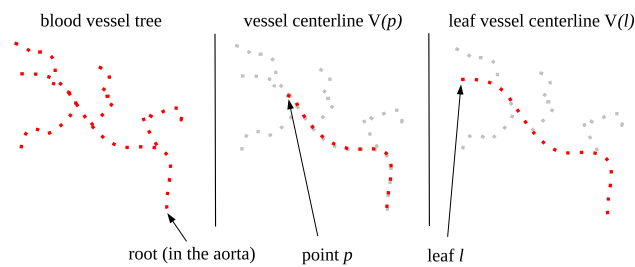 blood vessel tree
vessel centerline V(p)
leaf vessel centerline V(l)
root (in the aorta)
point p
leaf l